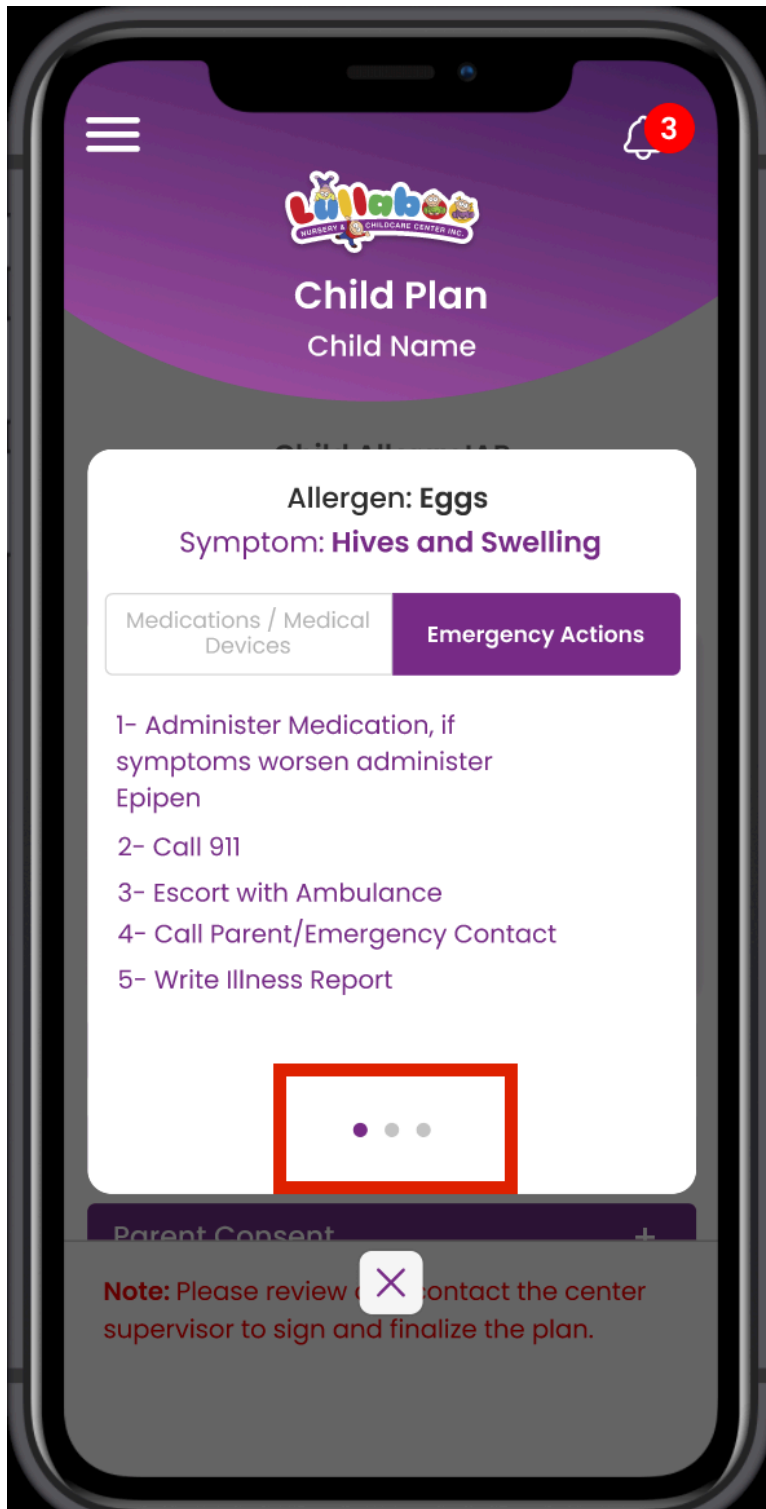 3
Lullaboo
NURSERY & CHILDCARE CENTER INC.
Child Plan
Child Name
Allergen: Eggs
Symptom: Hives and Swelling
Medications / Medical
Devices
Emergency Actions
1- Administer Medication, if
symptoms worsen administer
Epipen
2- Call 911
3- Escort with Ambulance
4- Call Parent/Emergency Contact
5- Write Illness Report
Parent Consent +
Note: Please review contact the center
supervisor to sign and finalize the plan.